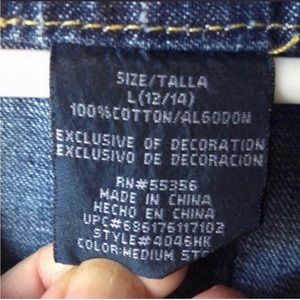 SIZE/TALLA
L(12/14)
100%COTTON/ALGODON
EXCLUSIVE OF DECORATION
EXCLUSIVO DE DECORACION
RN#55356
MADE IN CHINA
HECHO EN CHINA
UPC#686176117102
STYLE#4046HK
COLOR:MEDIUM